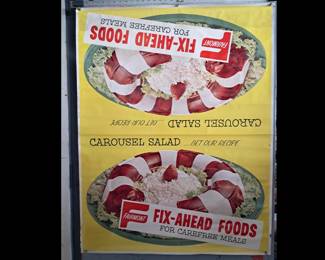 FOR CAREFREE MEALS
FIX-AHEAD FOODS
FAIRMONT
...GET OUR RECIPE
CAROUSEL SALAD
CAROUSEL SALAD ...GET OUR RECIPE
FAIRMONT
FIX-AHEAD FOODS
FOR CAREFREE MEALS